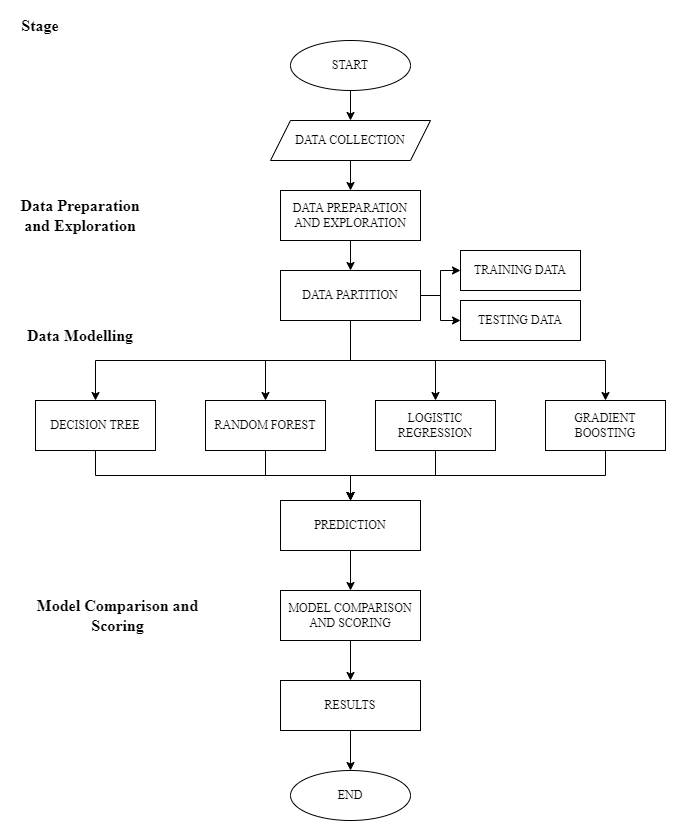 Stage
START
DATA COLLECTION
Data Preparation
and Exploration
DATA PREPARATION
AND EXPLORATION
TRAINING DATA
DATA PARTITION
TESTING DATA
Data Modelling
DECISION TREE
RANDOM FOREST
LOGISTIC
REGRESSION
GRADIENT
BOOSTING
PREDICTION
Model Comparison and
Scoring
MODEL COMPARISON
AND SCORING
RESULTS
END